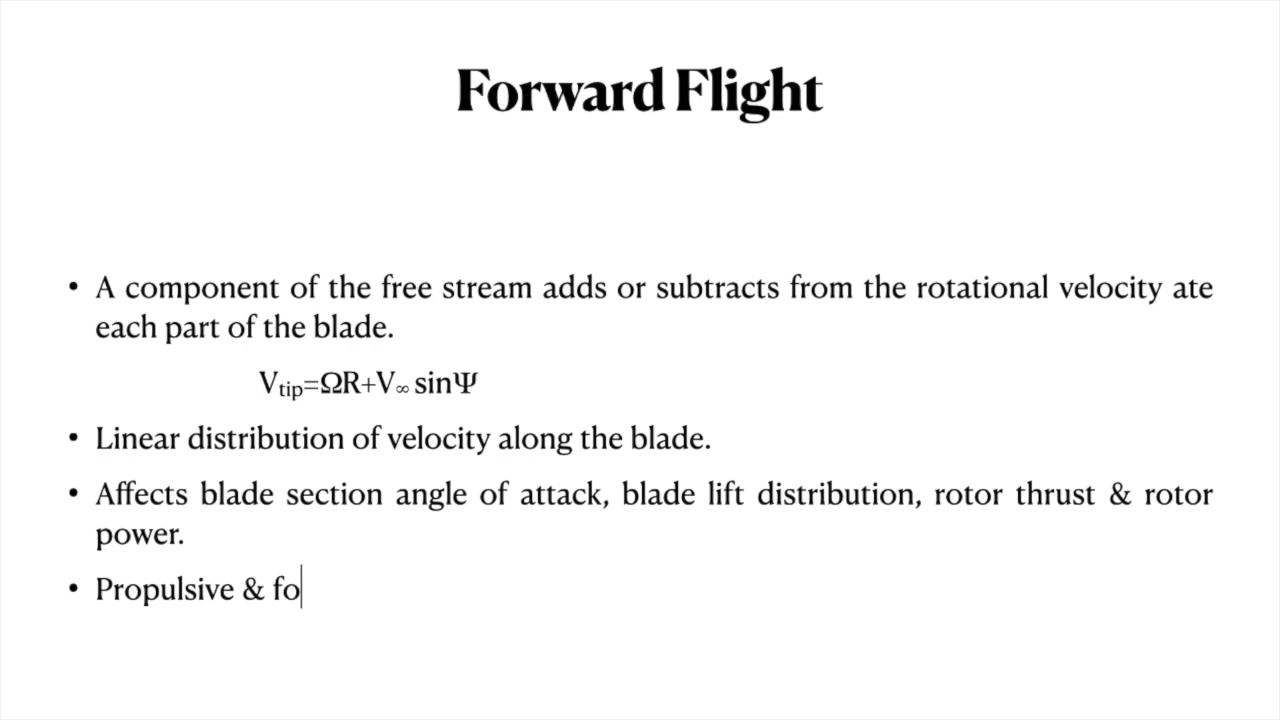 Forward Flight
• A component of the free stream adds or subtracts from the rotational velocity ate
each part of the blade.
Vtip=ΩR+V∞ sinΨ
• Linear distribution of velocity along the blade.
• Affects blade section angle of attack, blade lift distribution, rotor thrust & rotor
power.
• Propulsive & fo